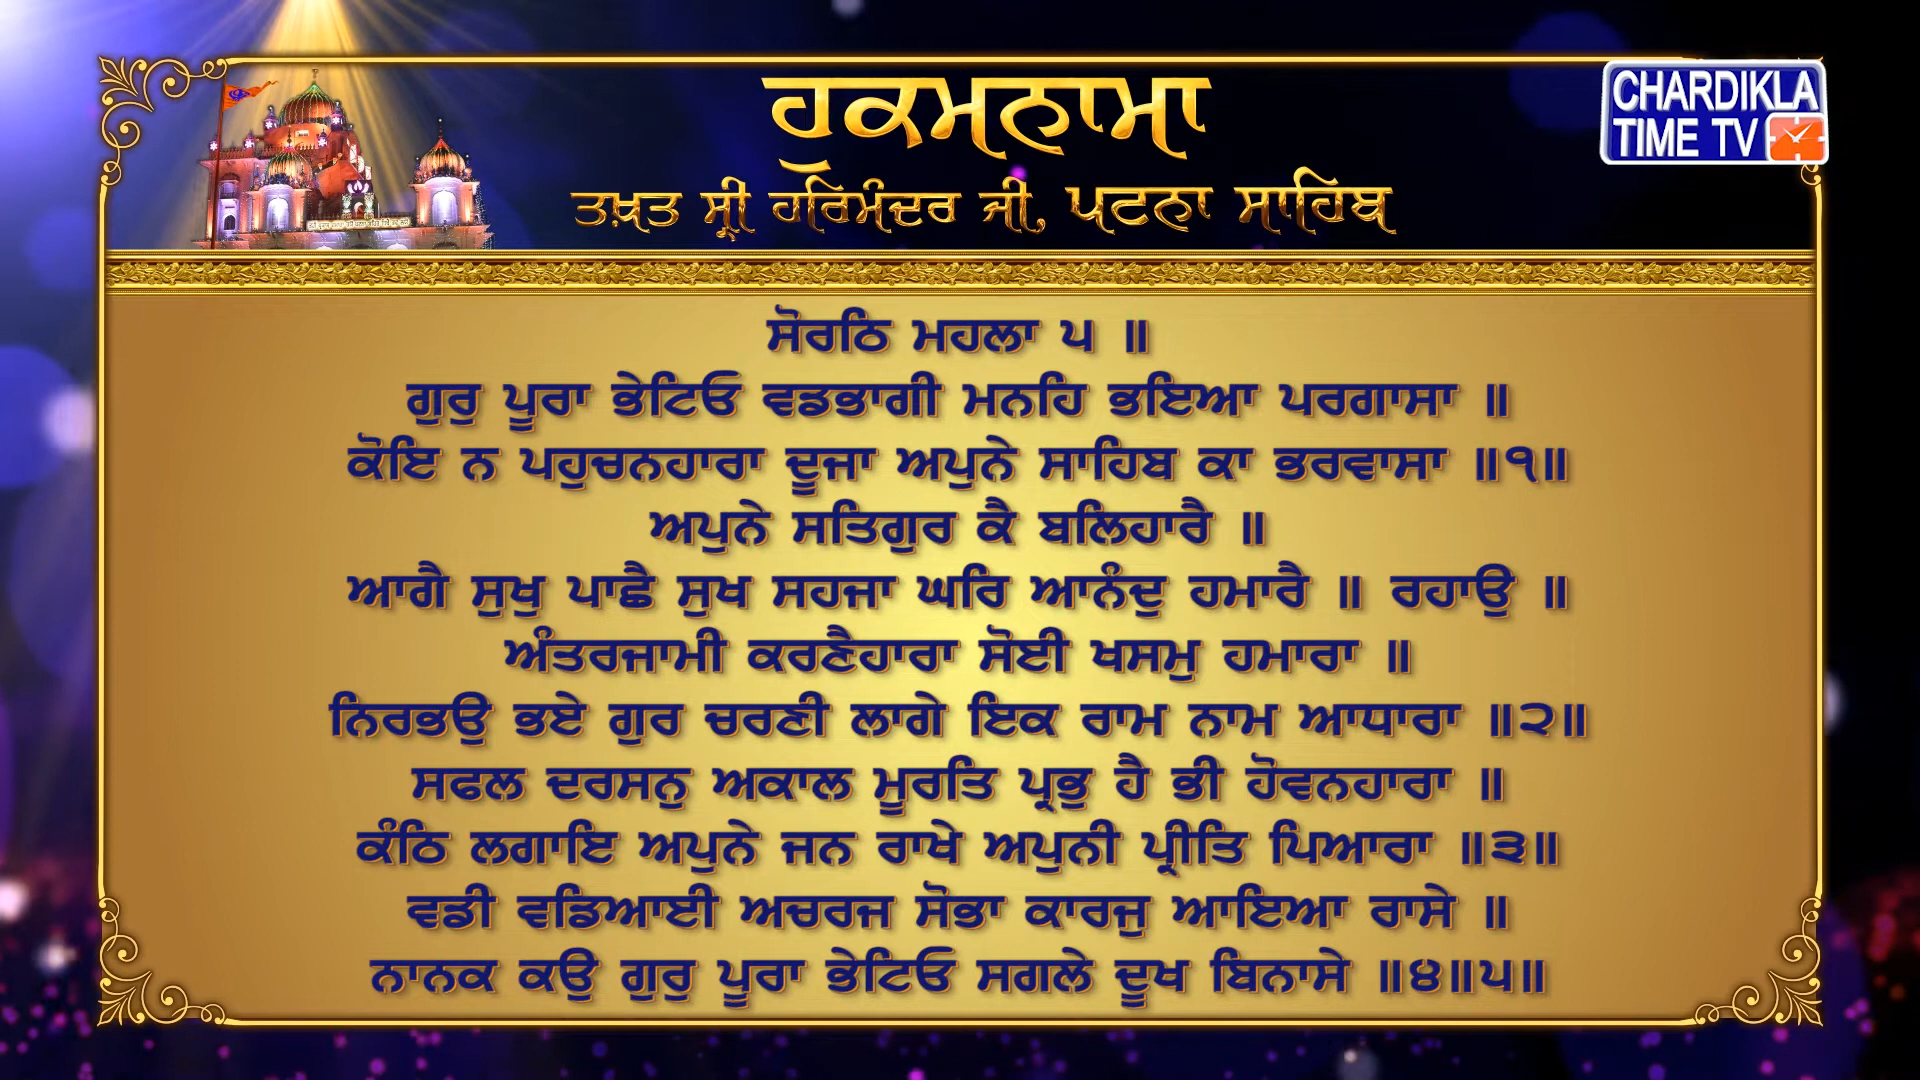 ਹੁਕਮਨਾਮਾ
ਤਖ਼ਤ ਸ੍ਰੀ ਹਰਿਮੰਦਰ ਜੀ, ਪਟਨਾ ਸਾਹਿਬ
CHARDIKLA
TIME TV
ਸੋਰਠਿ ਮਹਲਾ ੫ ॥
ਗੁਰੁ ਪੂਰਾ ਭੇਟਿਓ ਵਡਭਾਗੀ ਮਨਹਿ ਭਇਆ ਪਰਗਾਸਾ ॥
ਕੋਇ ਨ ਪਹੁਚਨਹਾਰਾ ਦੂਜਾ ਅਪੁਨੇ ਸਾਹਿਬ ਕਾ ਭਰਵਾਸਾ ॥੧॥
ਅਪੁਨੇ ਸਤਿਗੁਰ ਕੈ ਬਲਿਹਾਰੈ ॥
ਆਗੈ ਸੁਖੁ ਪਾਛੈ ਸੁਖ ਸਹਜਾ ਘਰਿ ਆਨੰਦੁ ਹਮਾਰੈ ॥ ਰਹਾਉ ॥
ਅੰਤਰਜਾਮੀ ਕਰਣੈਹਾਰਾ ਸੋਈ ਖਸਮੁ ਹਮਾਰਾ ॥
ਨਿਰਭਉ ਭਏ ਗੁਰ ਚਰਣੀ ਲਾਗੇ ਇਕ ਰਾਮ ਨਾਮ ਆਧਾਰਾ ॥੨॥
ਸਫਲ ਦਰਸਨੁ ਅਕਾਲ ਮੂਰਤਿ ਪ੍ਰਭੁ ਹੈ ਭੀ ਹੋਵਨਹਾਰਾ ॥
ਕੰਠਿ ਲਗਾਇ ਅਪੁਨੇ ਜਨ ਰਾਖੇ ਅਪੁਨੀ ਪ੍ਰੀਤਿ ਪਿਆਰਾ ॥੩॥
ਵਡੀ ਵਡਿਆਈ ਅਚਰਜ ਸੋਭਾ ਕਾਰਜੁ ਆਇਆ ਰਾਸੇ ॥
ਨਾਨਕ ਕਉ ਗੁਰੁ ਪੂਰਾ ਭੇਟਿਓ ਸਗਲੇ ਦੂਖ ਬਿਨਾਸੇ ॥੪॥੫॥